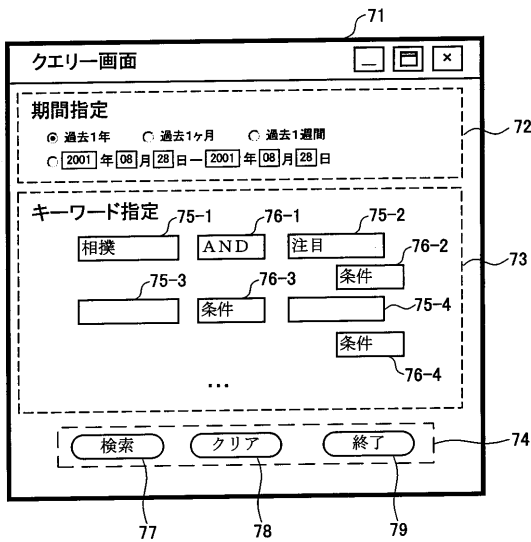 71
クエリー画面
期間指定
過去1年 過去1ヶ月 過去1週間
2001 年 08 月 28 日ー 2001 年 08 月 28 日
72
キーワード指定
75-1 76-1 75-2
相撲 AND 注目
76-2
条件
73
75-3 76-3
条件
75-4
条件
76-4
...
検索 クリア 終了
74
77 78 79